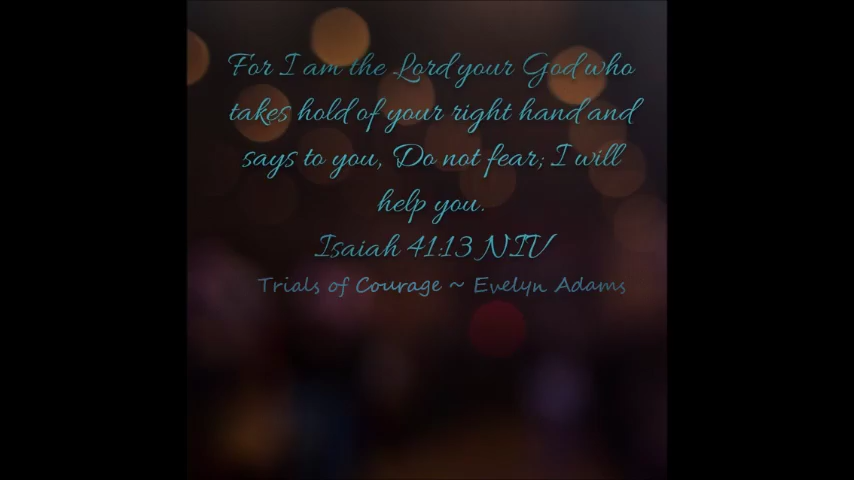 For I am the Lord your God who
takes hold of your right hand and
says to you, Do not fear; I will
help you.
Isaiah 41:13 NIV
Trials of Courage ~ Evelyn Adams